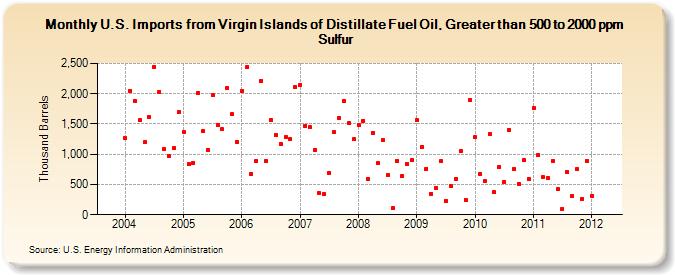 Monthly U.S. Imports from Virgin Islands of Distillate Fuel Oil, Greater than 500 to 2000 ppm
Sulfur
Thousand Barrels
2,500
2,000
1,500
1,000
500
0
2004 2005 2006 2007 2008 2009 2010 2011 2012
Source: U.S. Energy Information Administration